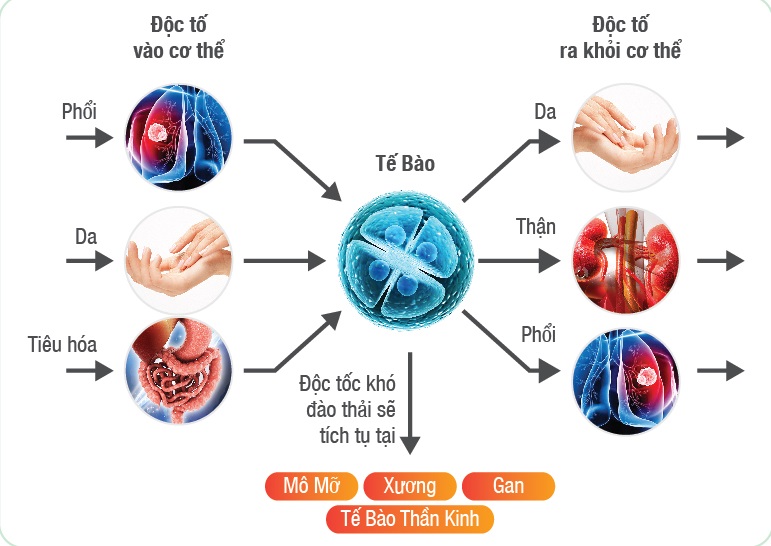 Độc tố
vào cơ thể
Phổi
Da
Tiêu hóa
Tế Bào
Độc tố
ra khỏi cơ thể
Da
Thận
Phổi
Độc tốc khó
đào thải sẽ
tích tụ tại
Mô Mỡ
Xương
Gan
Tế Bào Thần Kinh